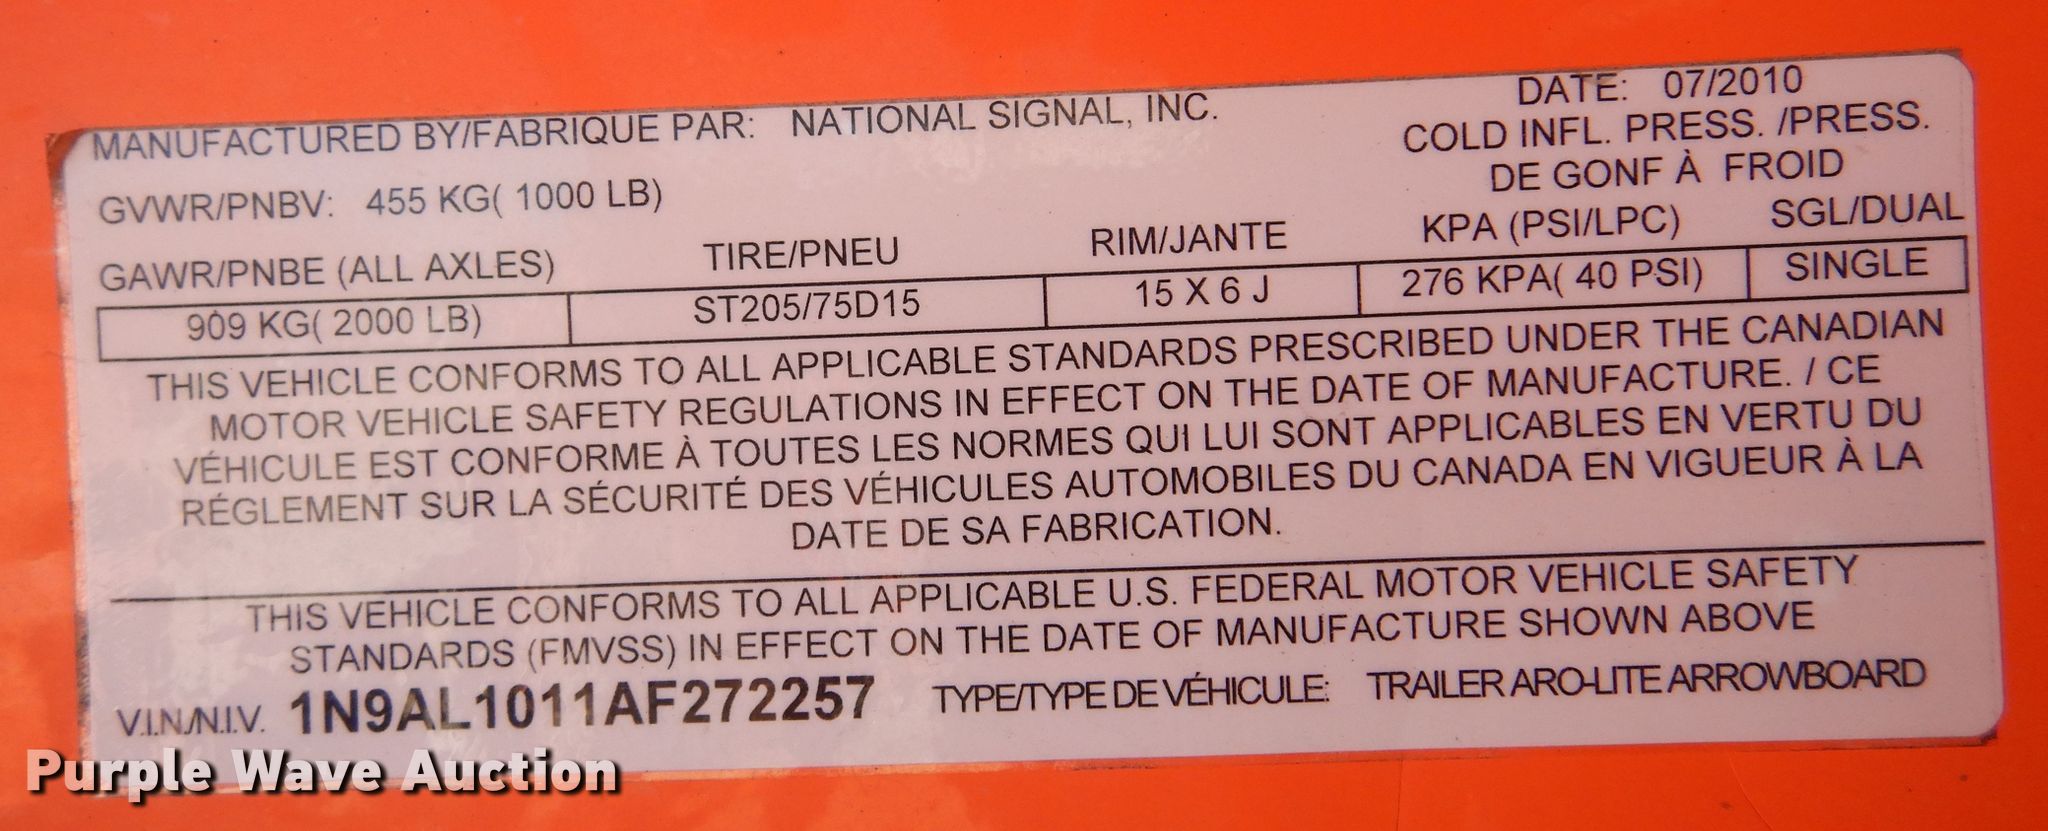 MANUFACTURED BY/FABRIQUE PAR: NATIONAL SIGNAL, INC.
DATE: 07/2010
COLD INFL. PRESS. /PRESS.
DE GONF À FROID
GVWR/PNBV: 455 KG( 1000 LB)
GAWR/PNBE (ALL AXLES) TIRE/PNEU RIM/JANTE KPA (PSI/LPC) SGL/DUAL
909 KG( 2000 LB) ST205/75D15 15 X 6 J 276 KPA( 40 PSI) SINGLE
THIS VEHICLE CONFORMS TO ALL APPLICABLE STANDARDS PRESCRIBED UNDER THE CANADIAN
MOTOR VEHICLE SAFETY REGULATIONS IN EFFECT ON THE DATE OF MANUFACTURE. / CE
VÉHICULE EST CONFORME À TOUTES LES NORMES QUI LUI SONT APPLICABLES EN VERTU DU
RÉGLEMENT SUR LA SÉCURITÉ DES VÉHICULES AUTOMOBILES DU CANADA EN VIGUEUR À LA
DATE DE SA FABRICATION.
THIS VEHICLE CONFORMS TO ALL APPLICABLE U.S. FEDERAL MOTOR VEHICLE SAFETY
STANDARDS (FMVSS) IN EFFECT ON THE DATE OF MANUFACTURE SHOWN ABOVE
V.I.N./N.I.V. 1N9AL1011AF272257 TYPE/TYPE DE VÉHICULE: TRAILER ARO-LITE ARROWBOARD
Purple Wave Auction